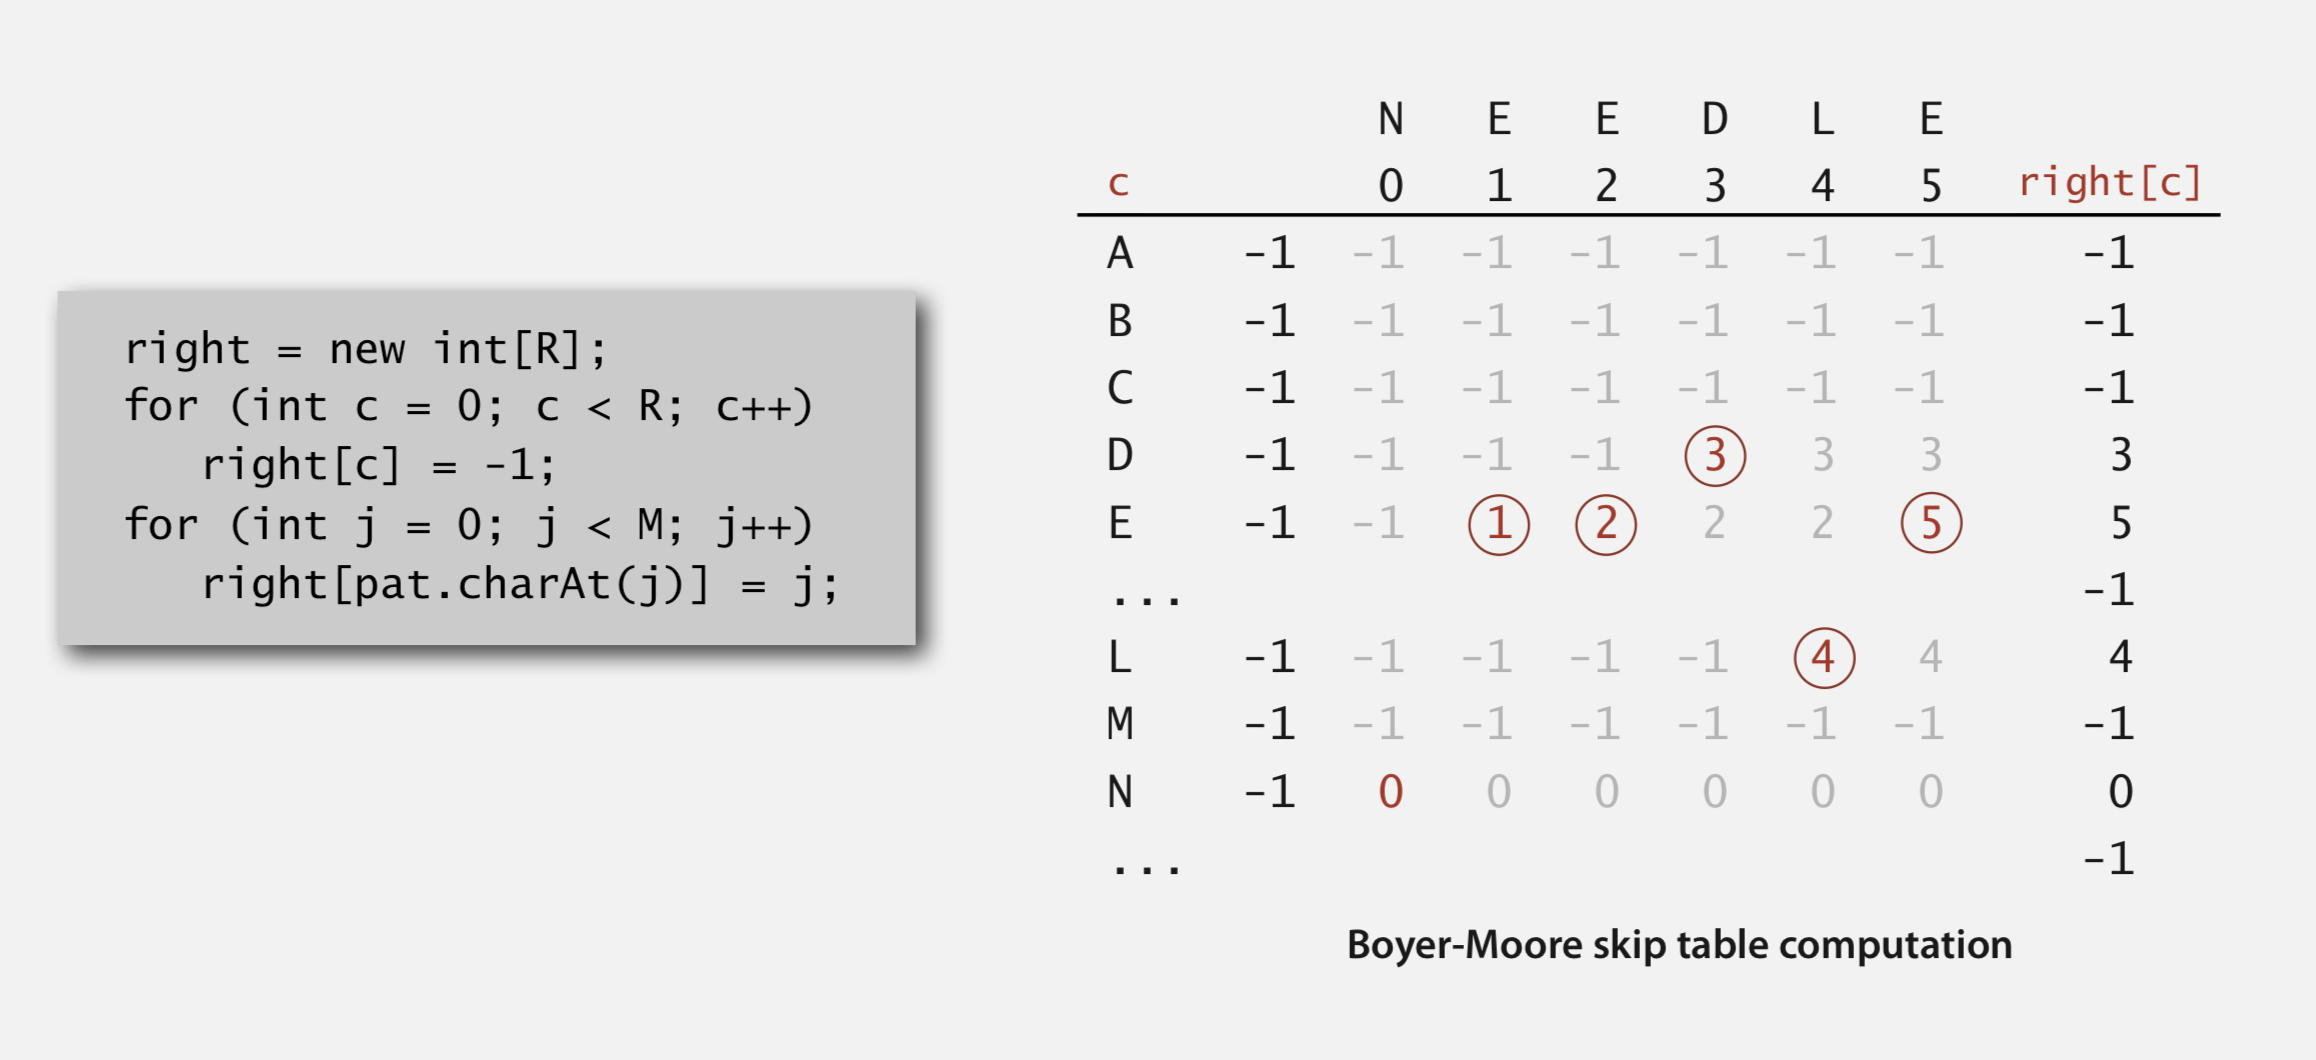 right = new int[R];
for (int c = 0; c < R; c++)
right[c] = -1;
for (int j = 0; j < M; j++)
right[pat.charAt(j)] = j;
N E E D L E
c 0 1 2 3 4 5 right[c]
A -1 -1 -1 -1 -1 -1 -1 -1
B -1 -1 -1 -1 -1 -1 -1 -1
C -1 -1 -1 -1 -1 -1 -1 -1
D -1 -1 -1 -1 3 3 3 3
E -1 -1 1 2 2 2 5 5
... -1
L -1 -1 -1 -1 -1 4 4 4
M -1 -1 -1 -1 -1 -1 -1 -1
N -1 0 0 0 0 0 0 0
... -1
Boyer-Moore skip table computation